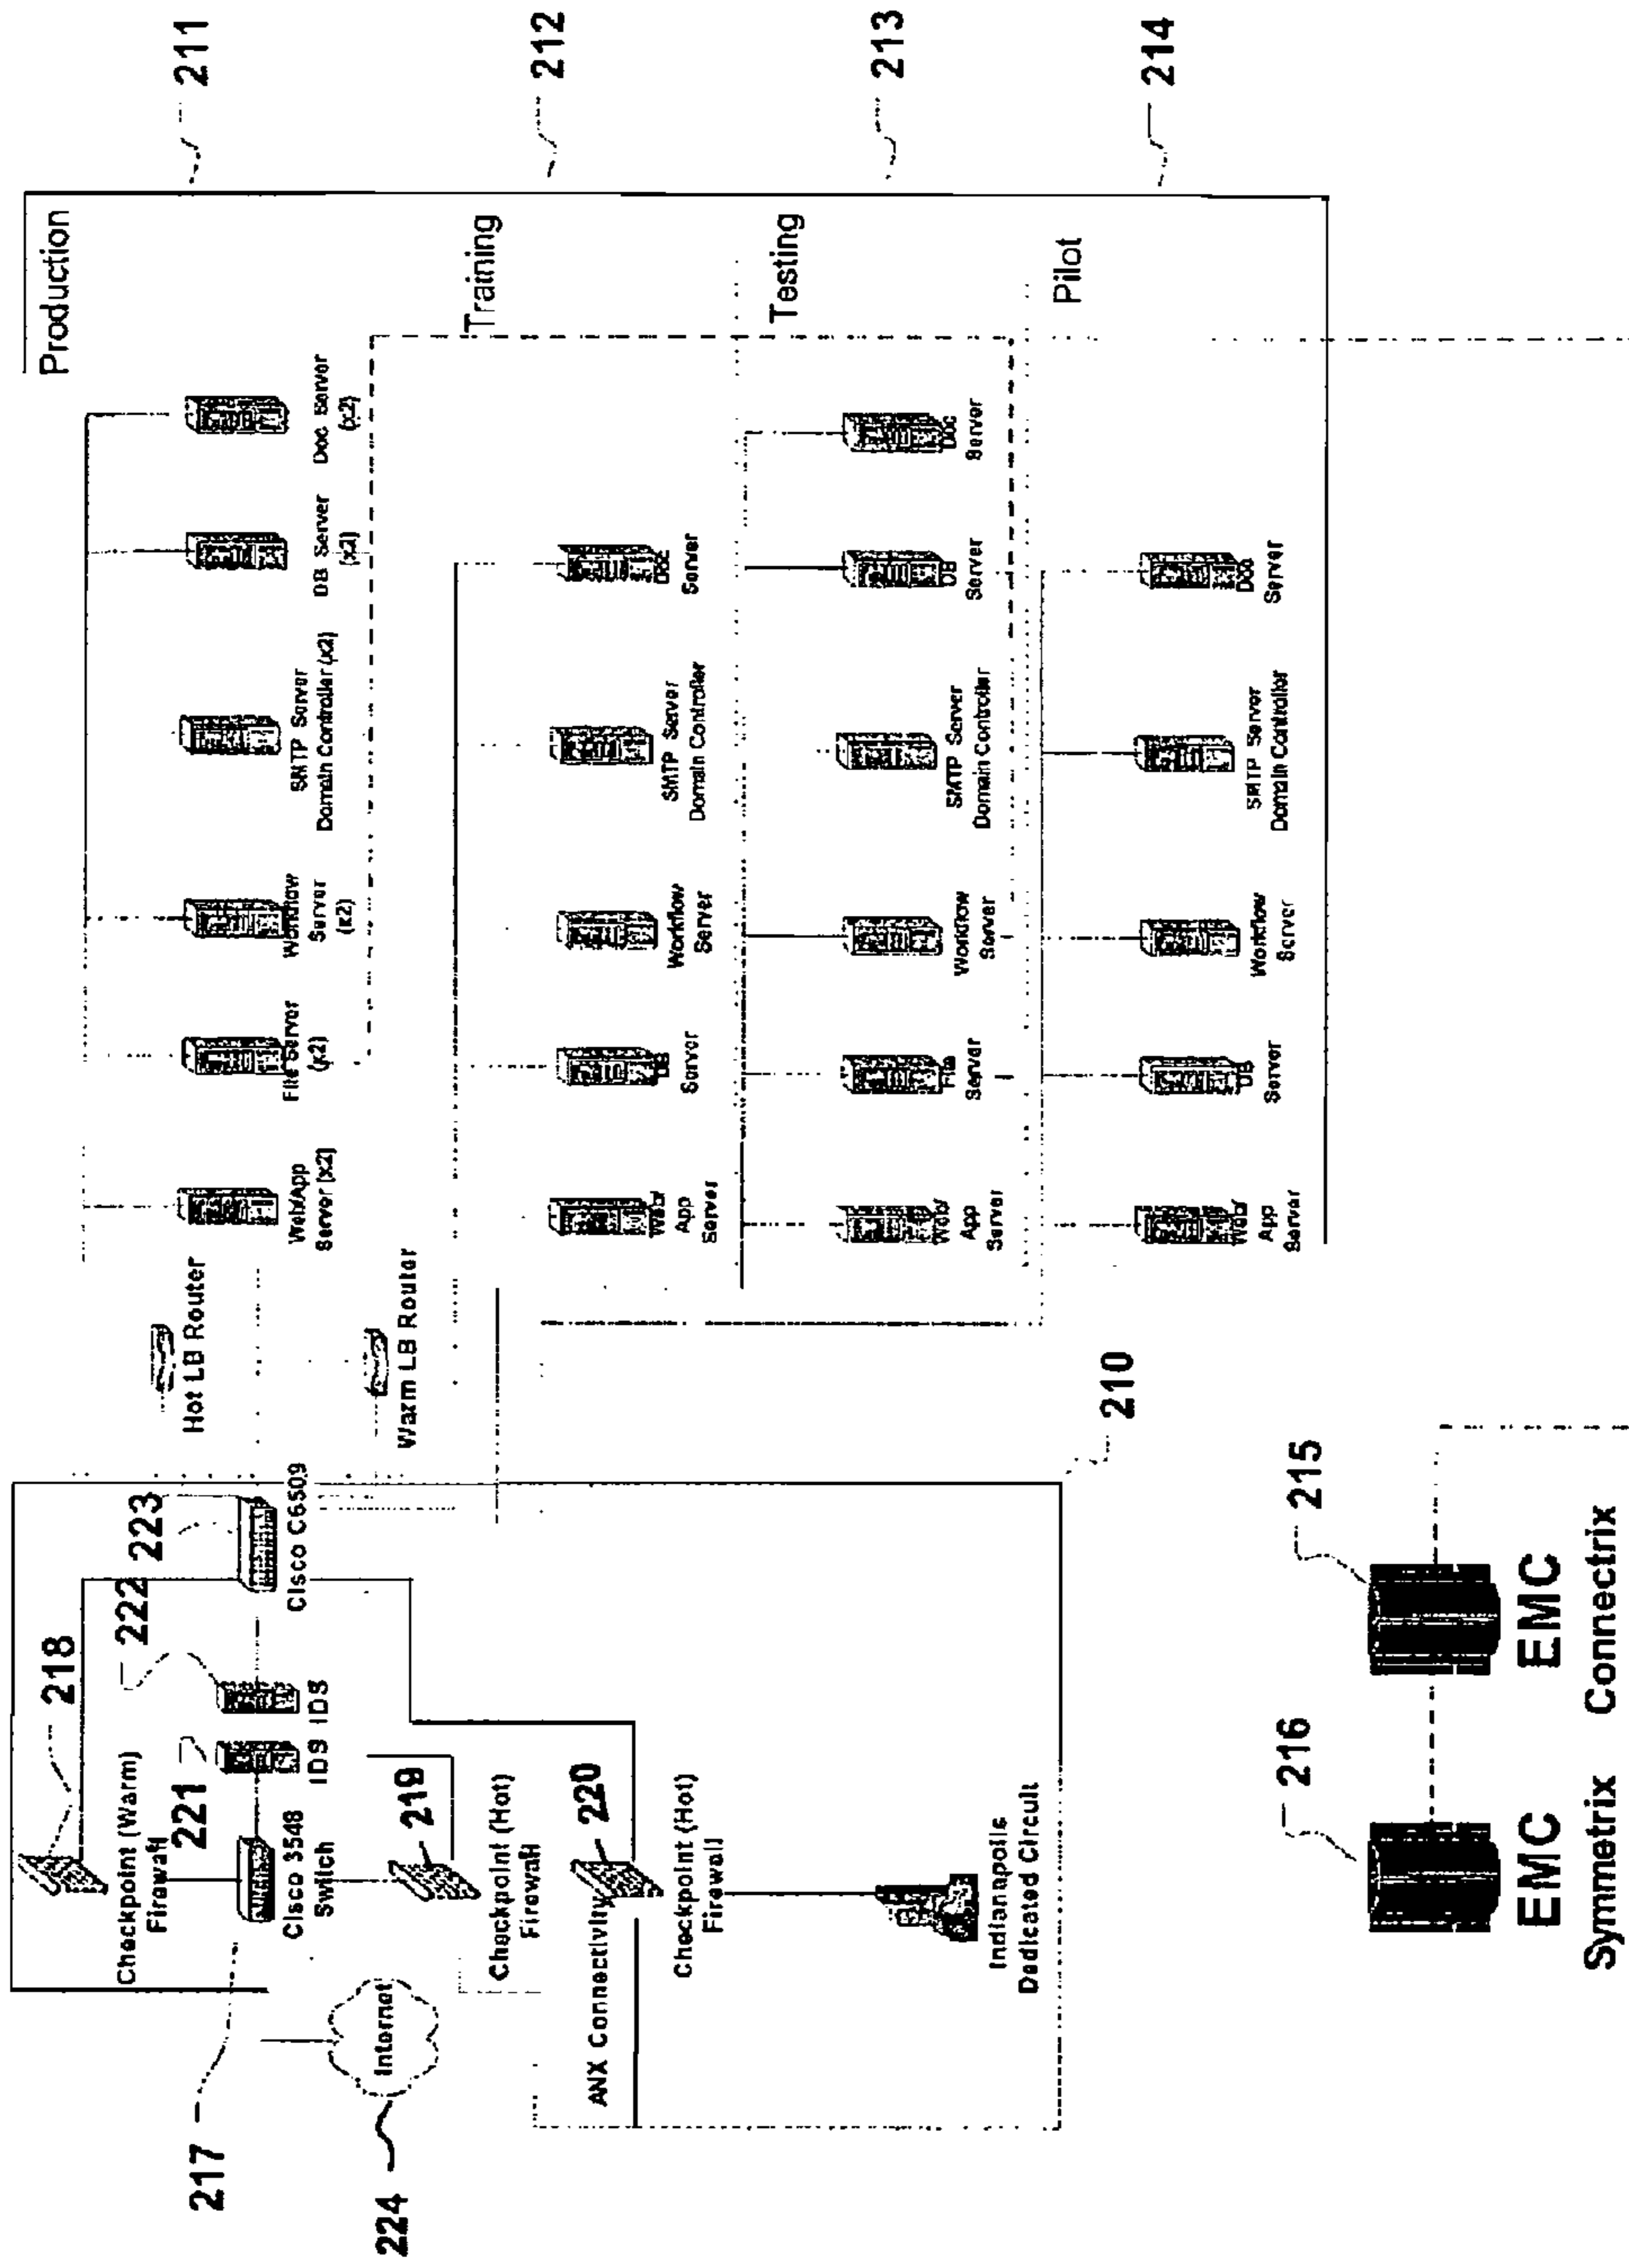 Production
211
Web/App
Server (x2)
File Server
(x2)
Workflow
Server
(x2)
SMTP Server
Domain Controller (x2)
DB Server
(x2)
Doc Server
(x2)
Hot LB Router
Warm LB Router
Training
212
Web/
App
Server
DB
Server
Workflow
Server
SMTP Server
Domain Controller
Doc
Server
Testing
213
Web/
App
Server
File
Server
Workflow
Server
SMTP Server
Domain Controller
DB
Server
Doc
Server
Pilot
214
Web/
App
Server
DB
Server
Workflow
Server
SMTP Server
Domain Controller
Doc
Server
218
Checkpoint (Warm)
Firewall
217
Cisco 3548
Switch
221
IDS
222
IDS
223
Cisco C6509
224
Internet
219
Checkpoint (Hot)
Firewall
ANX Connectivity
220
Checkpoint (Hot)
Firewall
Indianapolis
Dedicated Circuit
210
216
EMC
Symmetrix
215
EMC
Connectrix